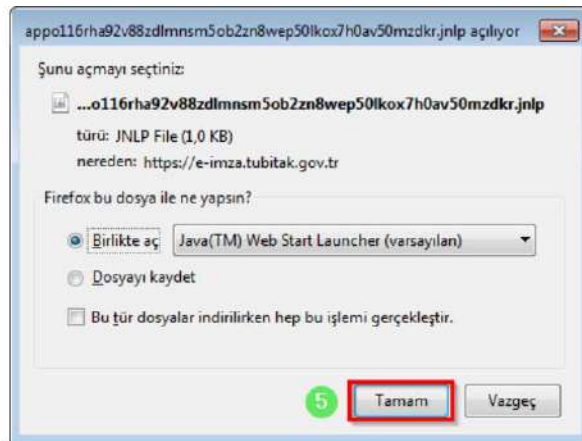 appo116rha92v88zdlmnsm5ob2zn8wep50lkox7h0av50mzdkr.jnlp açılıyor
Şunu açmayı seçtiniz:
...o116rha92v88zdlmnsm5ob2zn8wep50lkox7h0av50mzdkr.jnlp
türü: JNLP File (1,0 KB)
nereden: https://e-imza.tubitak.gov.tr
Firefox bu dosya ile ne yapsın?
Birlikte aç Java(TM) Web Start Launcher (varsayılan)
Dosyayı kaydet
Bu tür dosyalar indirilirken hep bu işlemi gerçekleştir.
5 Tamam Vazgeç